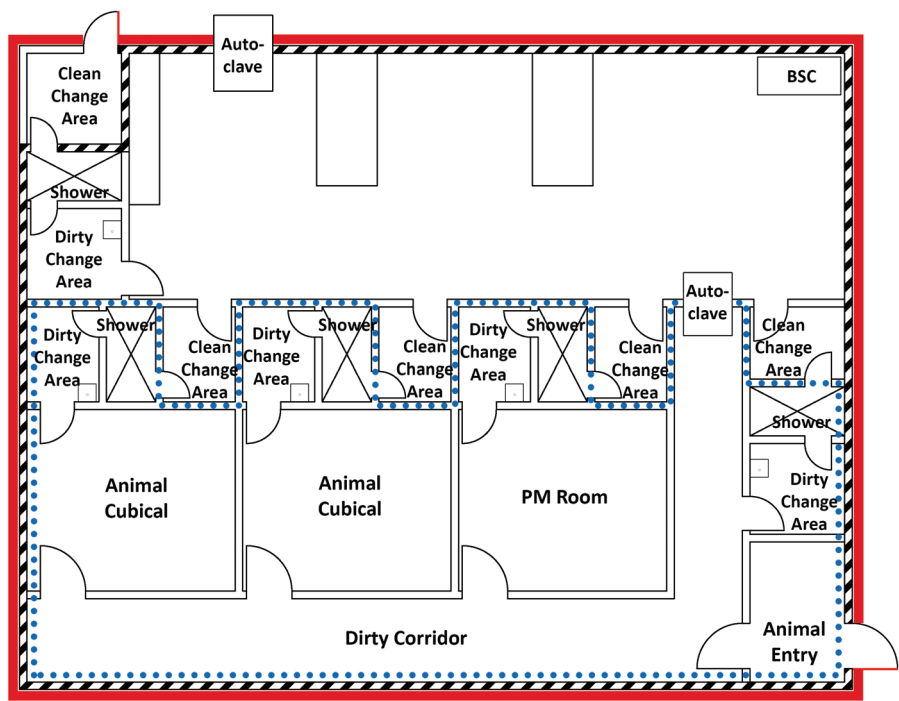 Auto-
clave
Clean
Change
Area
BSC
Shower
Dirty
Change
Area
Auto-
clave
Dirty
Change
Area
Shower
Clean
Change
Area
Dirty
Change
Area
Shower
Clean
Change
Area
Dirty
Change
Area
Shower
Clean
Change
Area
Clean
Change
Area
Shower
Dirty
Change
Area
Animal
Cubical
Animal
Cubical
PM Room
Dirty Corridor
Animal
Entry